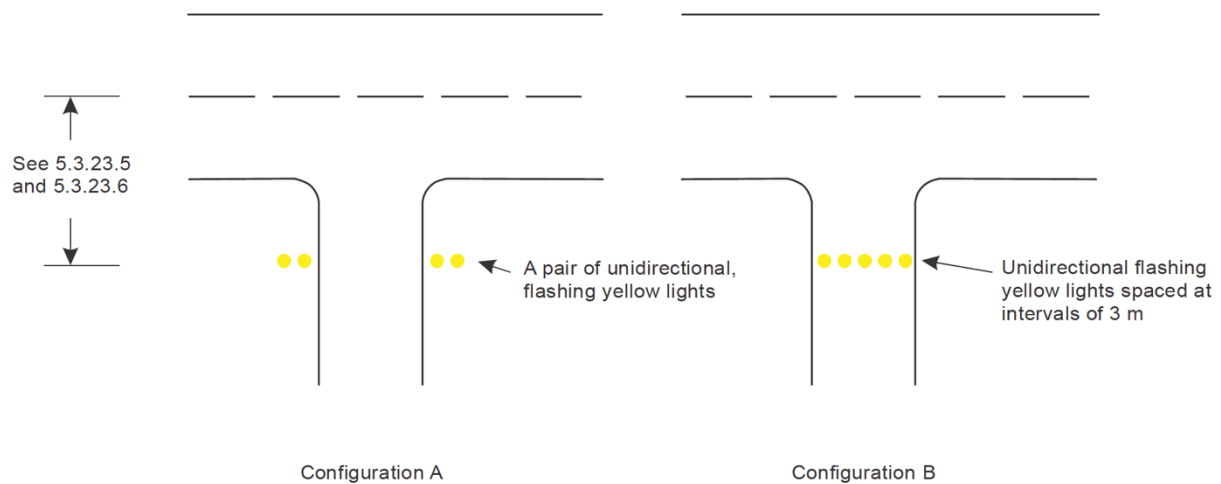 See 5.3.23.5
and 5.3.23.6
A pair of unidirectional,
flashing yellow lights
Unidirectional flashing
yellow lights spaced at
intervals of 3 m
Configuration A
Configuration B